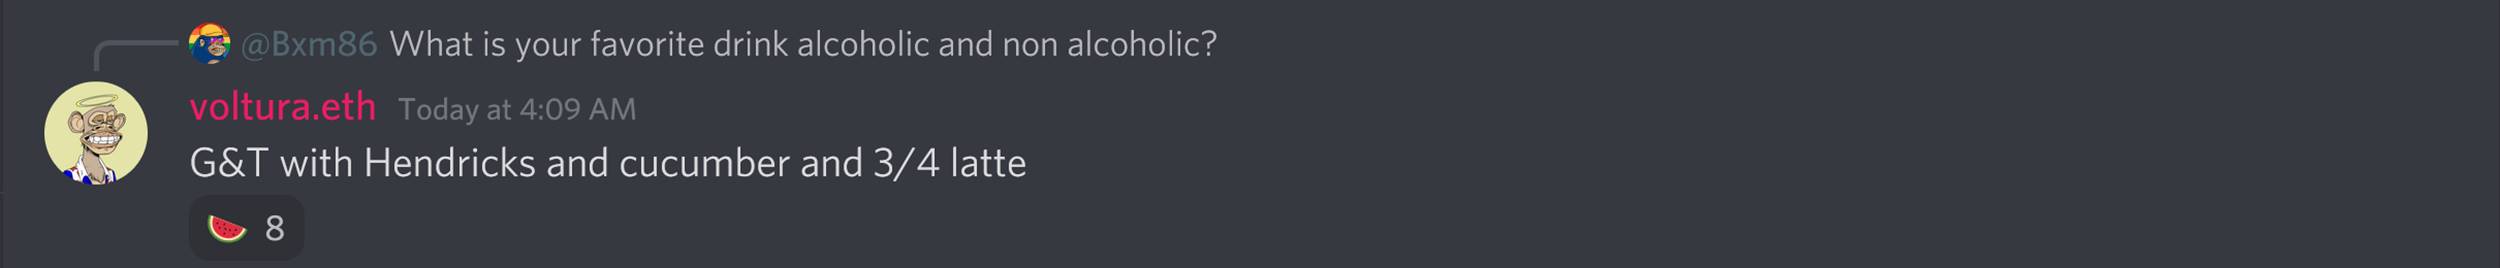 @Bxm86 What is your favorite drink alcoholic and non alcoholic?
voltura.eth Today at 4:09 AM
G&T with Hendricks and cucumber and 3/4 latte
8